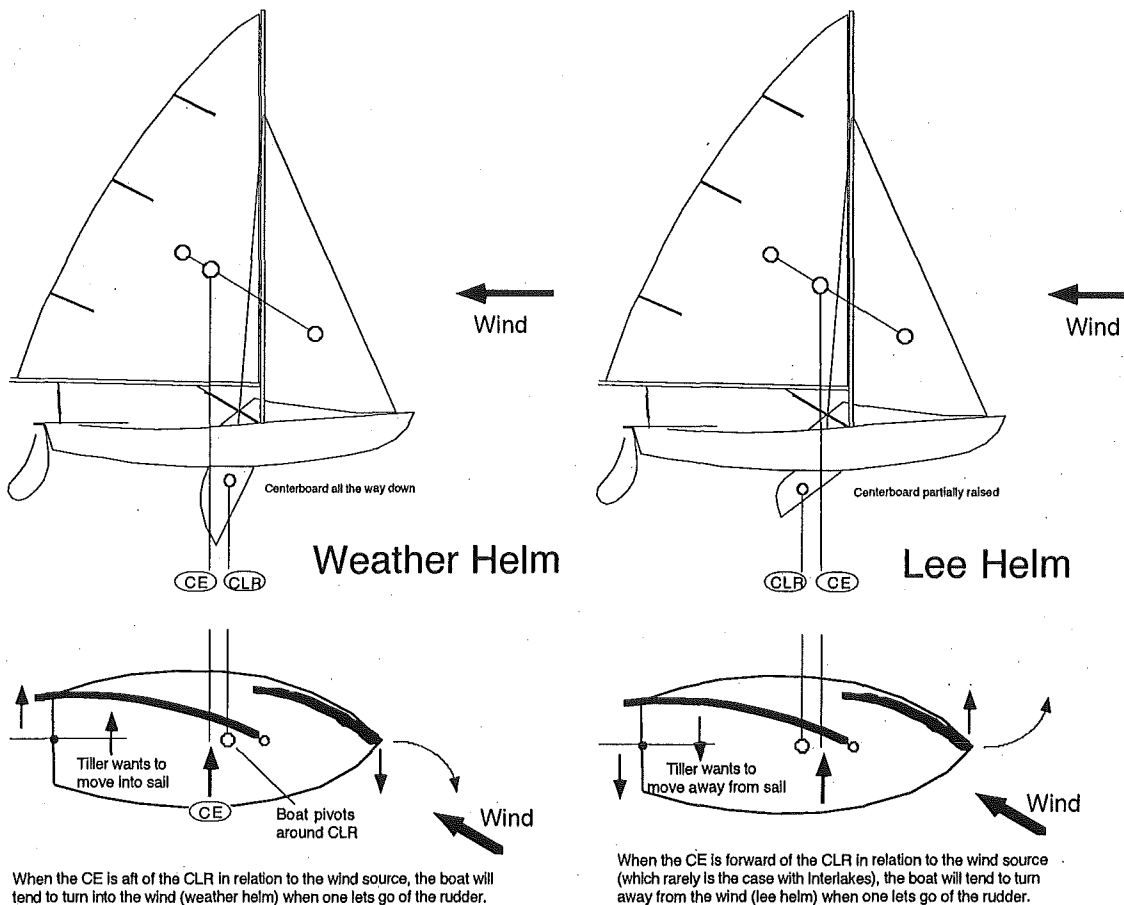 Wind
Centerboard all the way down
Weather Helm
CE CLR
Tiller wants to
move into sail
CE
Boat pivots
around CLR
Wind
When the CE is aft of the CLR in relation to the wind source, the boat will
tend to turn into the wind (weather helm) when one lets go of the rudder.
Wind
Centerboard partially raised
Lee Helm
CLR CE
Tiller wants to
move away from sail
Wind
When the CE is forward of the CLR in relation to the wind source
(which rarely is the case with Interlakes), the boat will tend to turn
away from the wind (lee helm) when one lets go of the rudder.